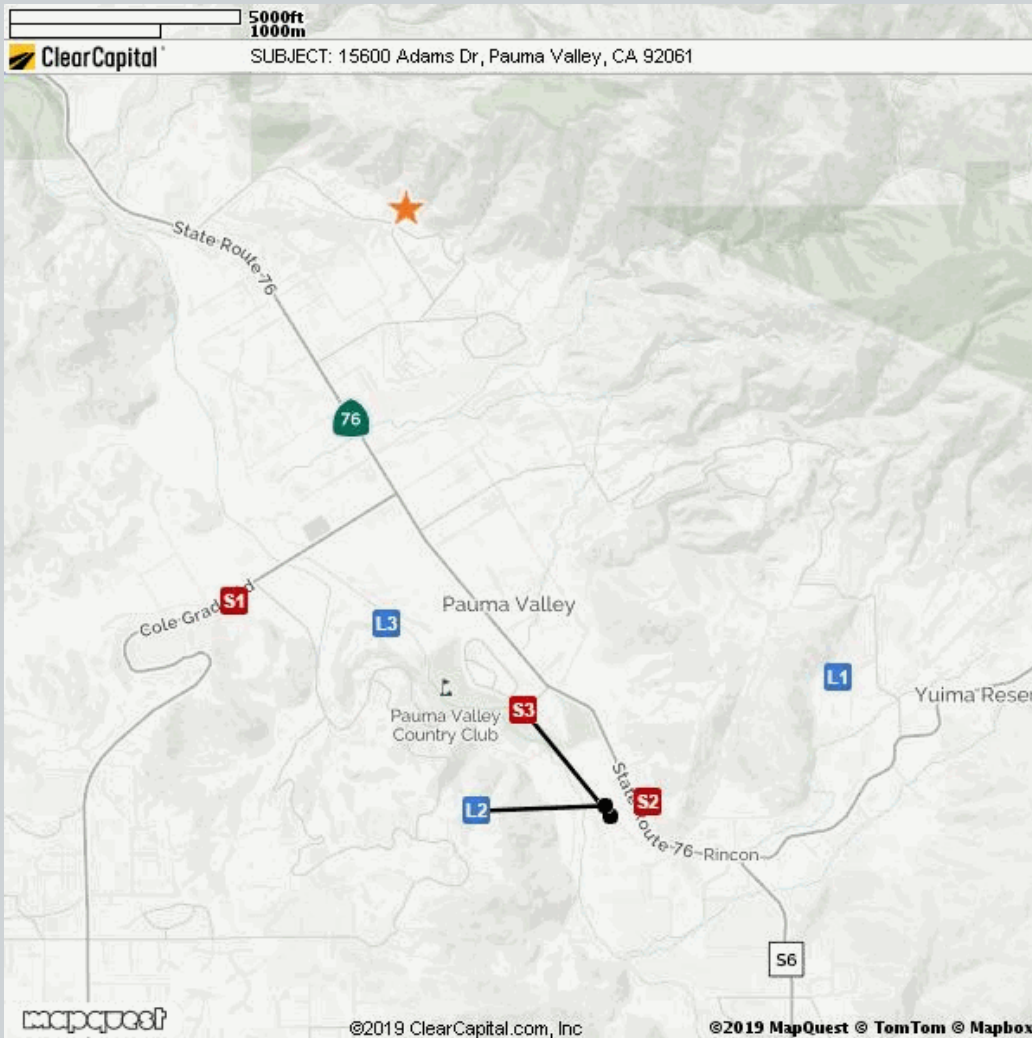 5000ft
1000m
ClearCapital
SUBJECT: 15600 Adams Dr, Pauma Valley, CA 92061
State Route 76
76
S1
Cole Grade Rd
L3
Pauma Valley
L1
Yuima Reser
S3
Pauma Valley
Country Club
L2
S2
State Route 76-Rincon
S6
mapquest
©2019 ClearCapital.com, Inc
©2019 MapQuest © TomTom © Mapbox